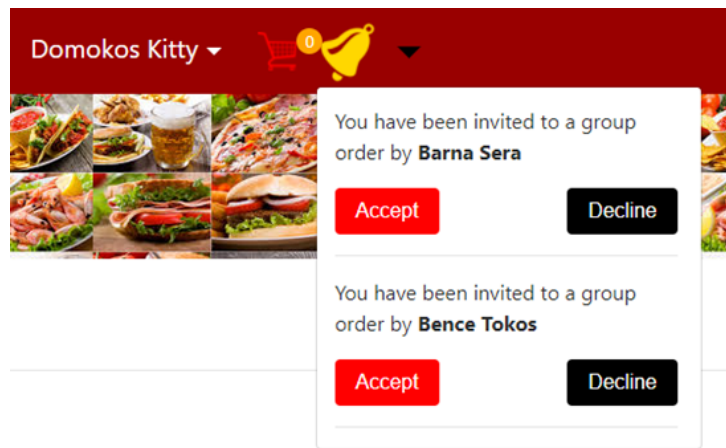 Domokos Kitty
0
You have been invited to a group
order by Barna Sera
Accept Decline
You have been invited to a group
order by Bence Tokos
Accept Decline